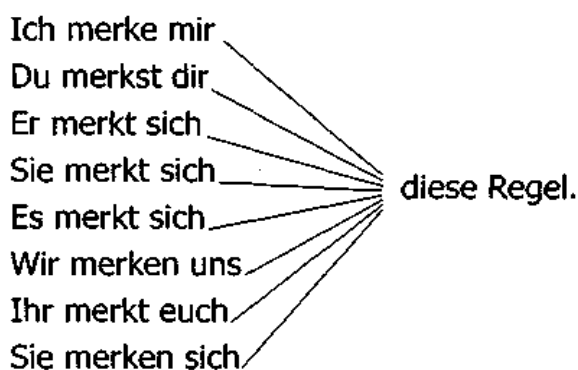 Ich merke mir
Du merkst dir
Er merkt sich
Sie merkt sich
diese Regel.
Es merkt sich
Wir merken uns
Ihr merkt euch
Sie merken sich